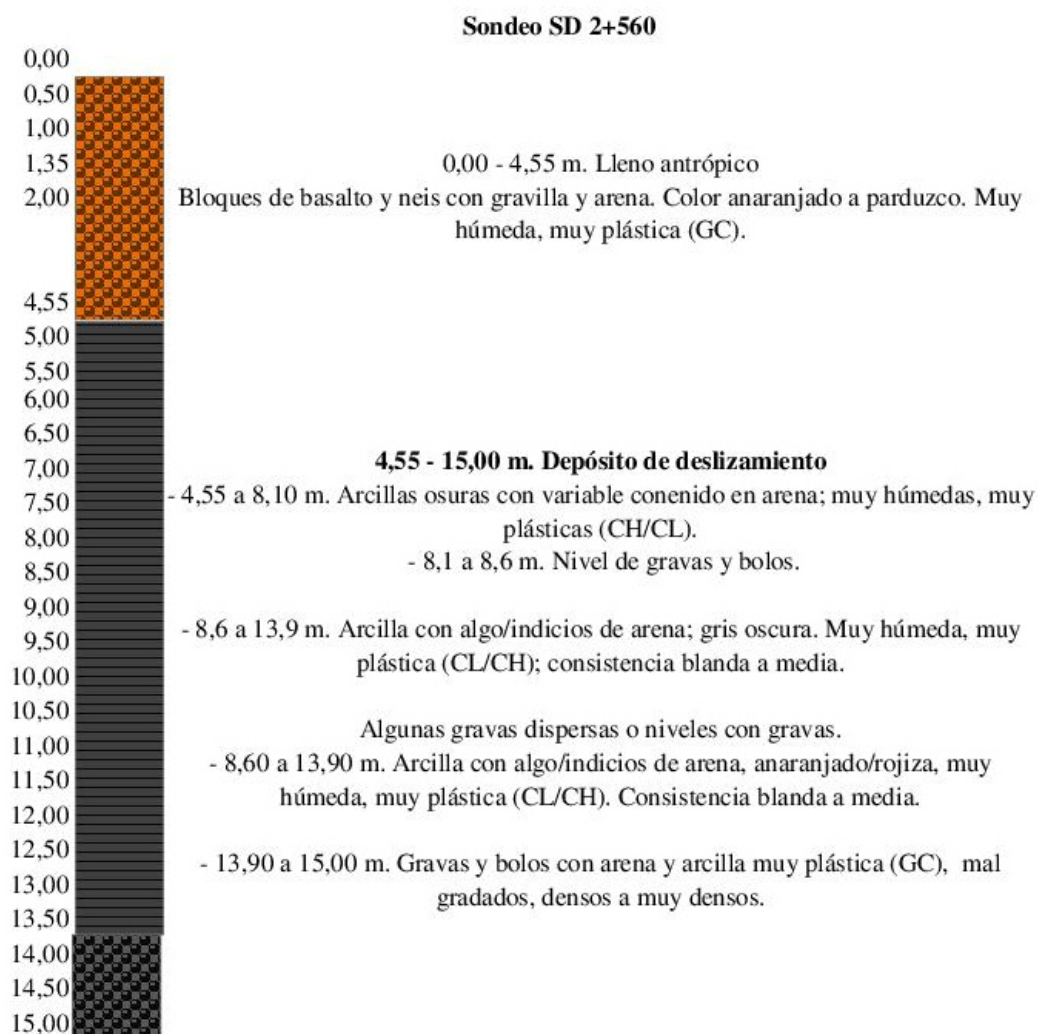 Sondeo SD 2+560
0,00
0,50
1,00
1,35
2,00
4,55
5,00
5,50
6,00
6,50
7,00
7,50
8,00
8,50
9,00
9,50
10,00
10,50
11,00
11,50
12,00
12,50
13,00
13,50
14,00
14,50
15,00
0,00 - 4,55 m. Lleno antrópico
Bloques de basalto y neis con gravilla y arena. Color anaranjado a parduzco. Muy
húmeda, muy plástica (GC).
4,55 - 15,00 m. Depósito de deslizamiento
- 4,55 a 8,10 m. Arcillas osuras con variable conenido en arena; muy húmedas, muy
plásticas (CH/CL).
- 8,1 a 8,6 m. Nivel de gravas y bolos.
- 8,6 a 13,9 m. Arcilla con algo/indicios de arena; gris oscura. Muy húmeda, muy
plástica (CL/CH); consistencia blanda a media.
Algunas gravas dispersas o niveles con gravas.
- 8,60 a 13,90 m. Arcilla con algo/indicios de arena, anaranjado/rojiza, muy
húmeda, muy plástica (CL/CH). Consistencia blanda a media.
- 13,90 a 15,00 m. Gravas y bolos con arena y arcilla muy plástica (GC), mal
gradados, densos a muy densos.